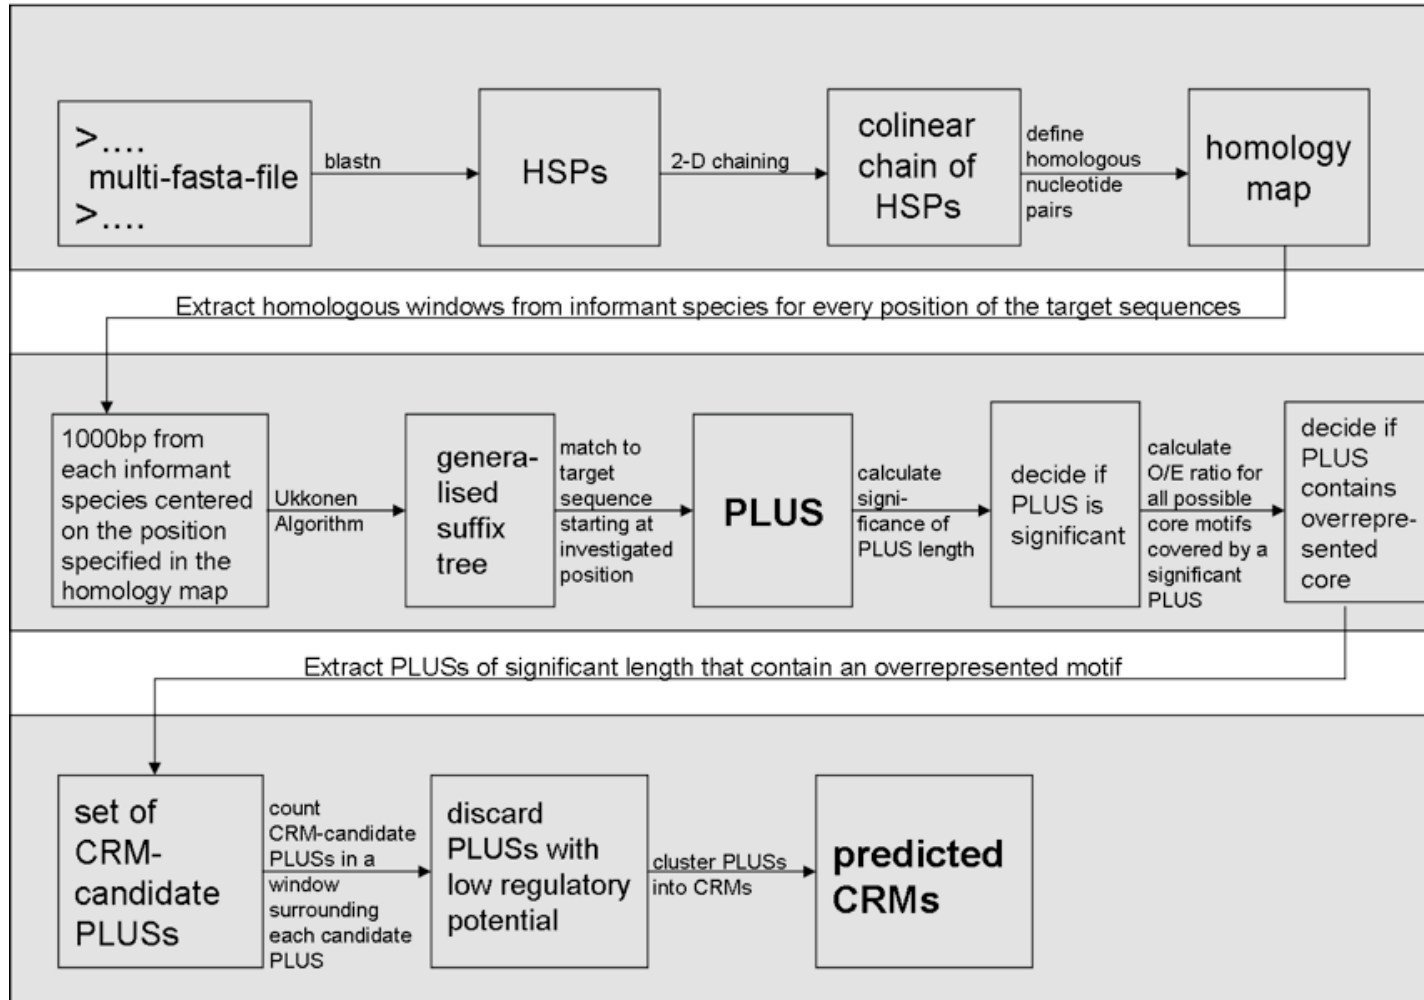 >....
multi-fasta-file
>....
blastn
HSPs
2-D chaining
colinear
chain of
HSPs
define
homologous
nucleotide
pairs
homology
map
Extract homologous windows from informant species for every position of the target sequences
1000bp from
each informant
species centered
on the position
specified in the
homology map
Ukkonen
Algorithm
genera-
lised
suffix
tree
match to
target
sequence
starting at
investigated
position
PLUS
calculate
signi-
ficance of
PLUS length
decide if
PLUS is
significant
calculate
O/E ratio for
all possible
core motifs
covered by a
significant
PLUS
decide if
PLUS
contains
overrepre-
sented
core
Extract PLUSs of significant length that contain an overrepresented motif
set of
CRM-
candidate
PLUSs
count
CRM-candidate
PLUSs in a
window
surrounding
each candidate
PLUS
discard
PLUSs with
low regulatory
potential
cluster PLUSs
into CRMs
predicted
CRMs